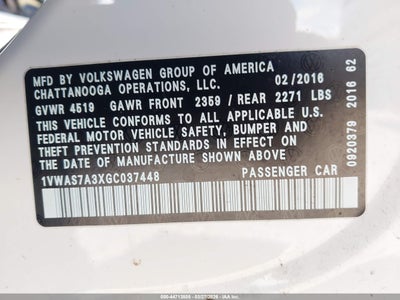 MFD BY VOLKSWAGEN GROUP OF AMERICA
CHATTANOOGA OPERATIONS, LLC. 02/2016
GVWR 4519 GAWR FRONT 2359 / REAR 2271 LBS
THIS VEHICLE CONFORMS TO ALL APPLICABLE U.S.
FEDERAL MOTOR VEHICLE SAFETY, BUMPER AND
THEFT PREVENTION STANDARDS IN EFFECT ON
THE DATE OF MANUFACTURE SHOWN ABOVE.
1VWAS7A3XGC037448 PASSENGER CAR
0920379 2016 62